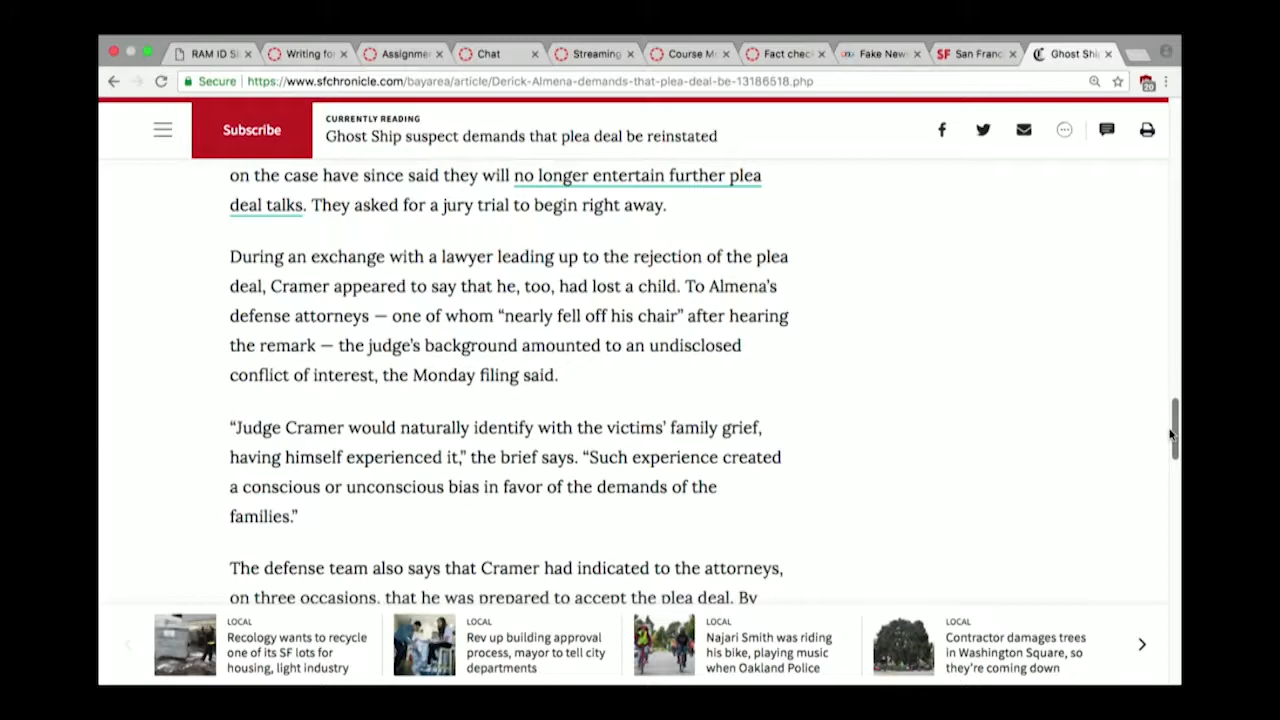 RAM ID Sl
Writing for
Assignme
Chat
Streaming
Course M
Fact chec
Fake New
San Franc
Ghost Shi
Secure
https://www.sfchronicle.com/bayarea/article/Derick-Almena-demands-that-plea-deal-be-13186518.php
20
Subscribe
CURRENTLY READING
Ghost Ship suspect demands that plea deal be reinstated
on the case have since said they will no longer entertain further plea
deal talks. They asked for a jury trial to begin right away.
During an exchange with a lawyer leading up to the rejection of the plea
deal, Cramer appeared to say that he, too, had lost a child. To Almena’s
defense attorneys — one of whom “nearly fell off his chair” after hearing
the remark — the judge’s background amounted to an undisclosed
conflict of interest, the Monday filing said.
“Judge Cramer would naturally identify with the victims’ family grief,
having himself experienced it,” the brief says. “Such experience created
a conscious or unconscious bias in favor of the demands of the
families.”
The defense team also says that Cramer had indicated to the attorneys,
on three occasions, that he was prepared to accept the plea deal. By
LOCAL
Recology wants to recycle
one of its SF lots for
housing, light industry
LOCAL
Rev up building approval
process, mayor to tell city
departments
LOCAL
Najari Smith was riding
his bike, playing music
when Oakland Police
LOCAL
Contractor damages trees
in Washington Square, so
they’re coming down